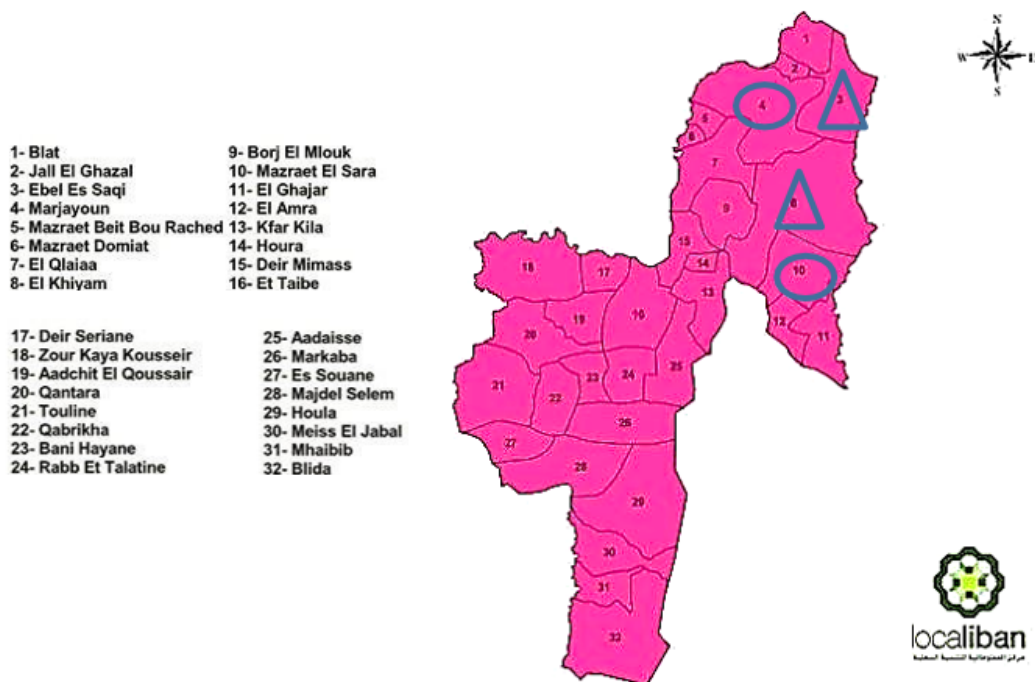 N
W
E
S
S
1- Blat
2- Jall El Ghazal
3- Ebel Es Saqi
4- Marjayoun
5- Mazraet Beit Bou Rached
6- Mazraet Domiat
7- El Qlaiaa
8- El Khiyam
9- Borj El Mlouk
10- Mazraet El Sara
11- El Ghajar
12- El Amra
13- Kfar Kila
14- Houra
15- Deir Mimass
16- Et Taibe
17- Deir Seriane
18- Zour Kaya Kousseir
19- Aadchit El Qoussair
20- Qantara
21- Touline
22- Qabrikha
23- Bani Hayane
24- Rabb Et Talatine
25- Aadaisse
26- Markaba
27- Es Souane
28- Majdel Selem
29- Houla
30- Meiss El Jabal
31- Mhaibib
32- Blida
1
2
3
4
5
6
7
8
9
10
11
12
13
14
15
16
17
18
19
20
21
22
23
24
25
26
27
28
29
30
31
32
localiban
مركز المعلوماتية للتنمية المحلية